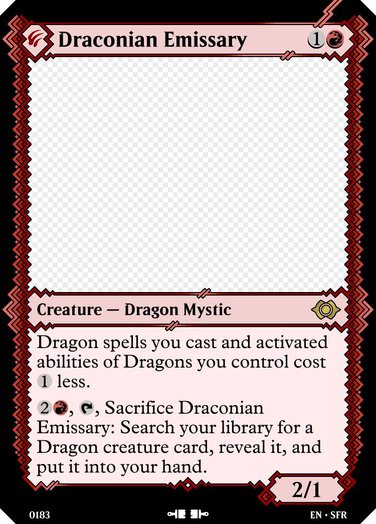 Draconian Emissary 1
Creature — Dragon Mystic
Dragon spells you cast and activated
abilities of Dragons you control cost
1 less.
2, , Sacrifice Draconian
Emissary: Search your library for a
Dragon creature card, reveal it, and
put it into your hand.
2/1
0183 EN • SFR